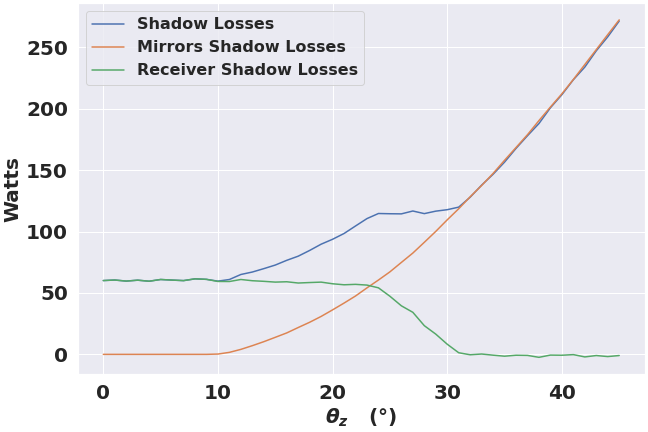 Shadow Losses
Mirrors Shadow Losses
Receiver Shadow Losses
Watts
250
200
150
100
50
0
0 10 20 30 40
θz (°)